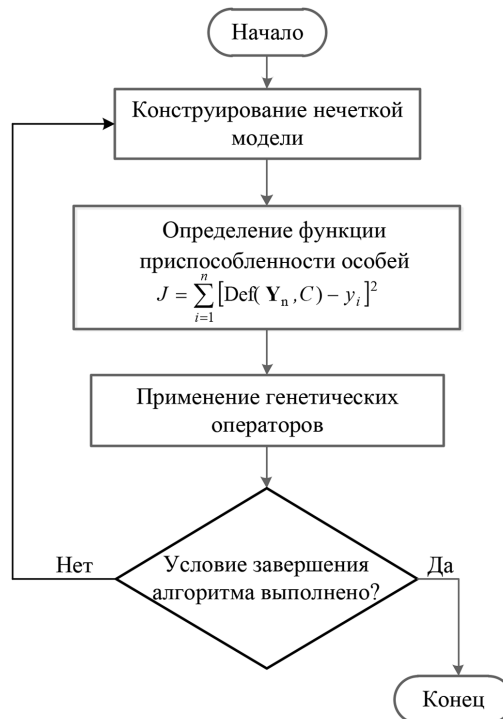 Начало
Конструирование нечеткой
модели
Определение функции
приспособленности особей
J = ∑_{i=1}^{n} [Def( Y_n ,C) − y_i]^2
Применение генетических
операторов
Условие завершения
алгоритма выполнено?
Нет
Да
Конец